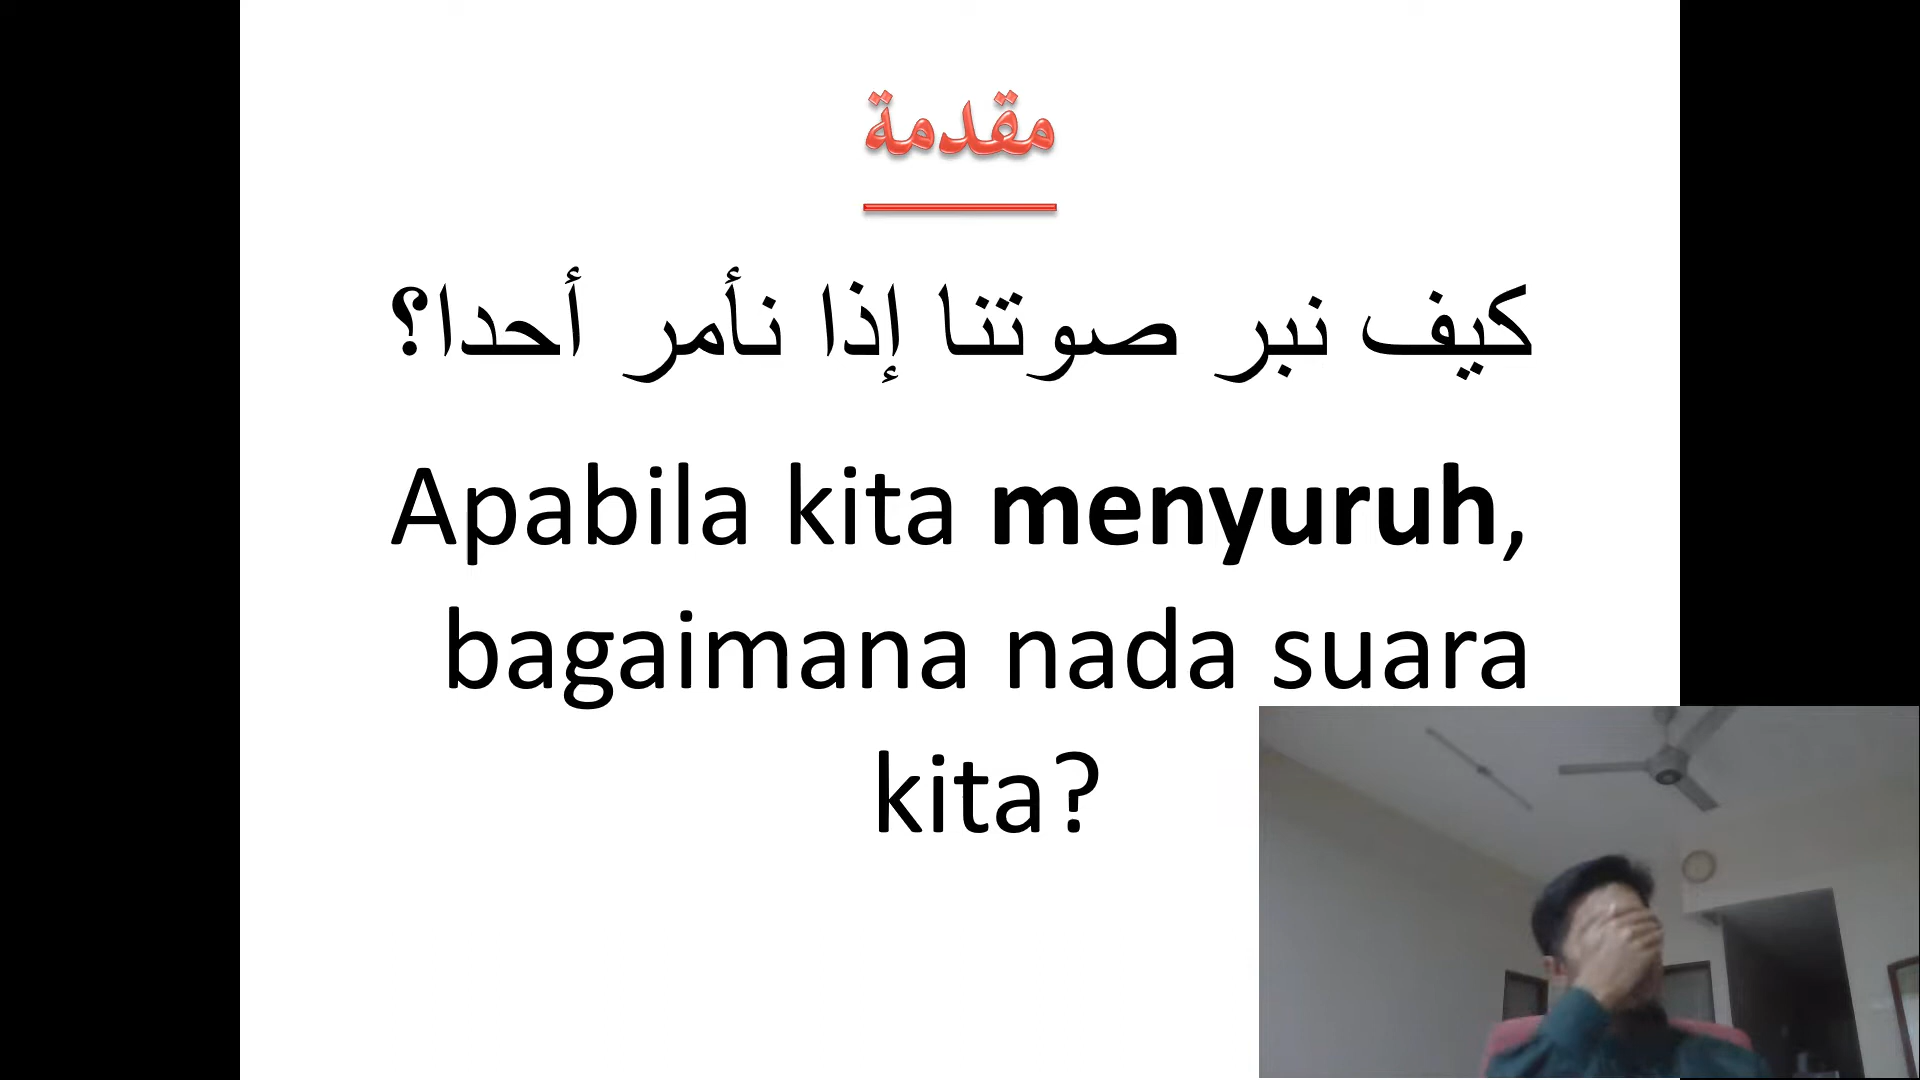 مقدمة
كيف نبر صوتنا إذا نأمر أحدا؟
Apabila kita menyuruh,
bagaimana nada suara
kita?